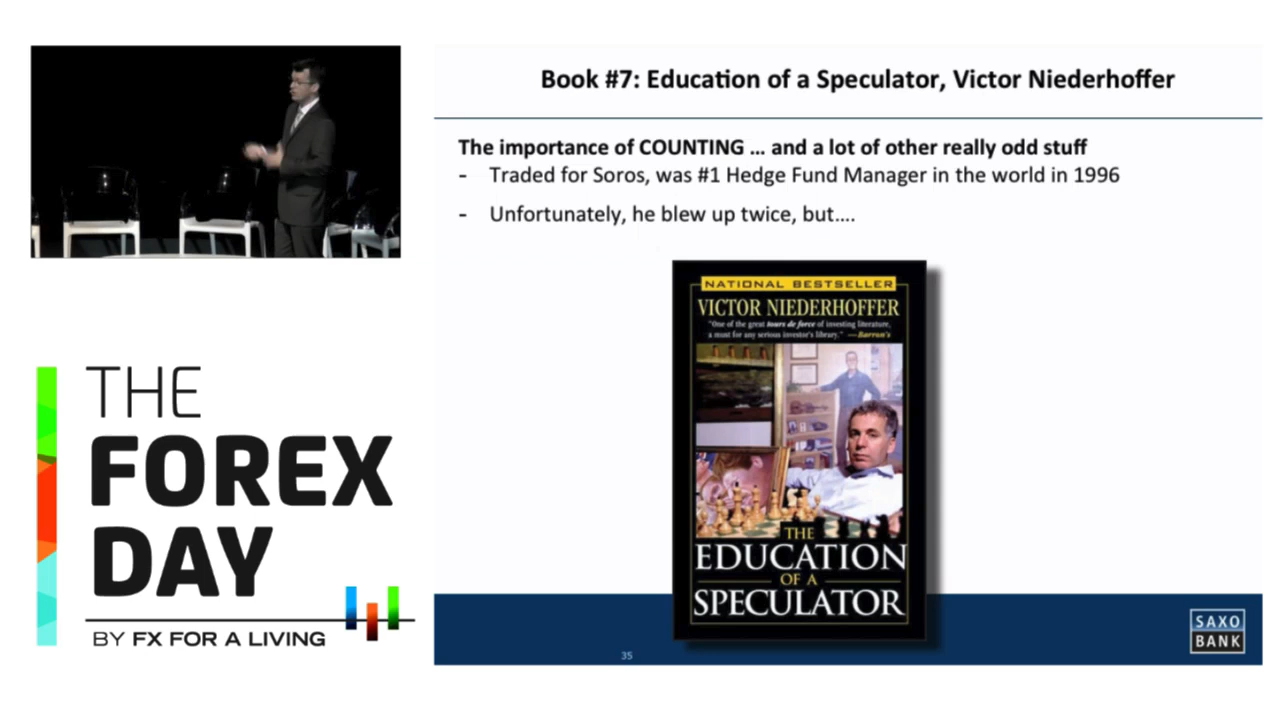 Book #7: Education of a Speculator, Victor Niederhoffer
The importance of COUNTING ... and a lot of other really odd stuff
- Traded for Soros, was #1 Hedge Fund Manager in the world in 1996
- Unfortunately, he blew up twice, but....
NATIONAL BESTSELLER
VICTOR NIEDERHOFFER
"One of the great tours de force of investing literature,
a must for any serious investor's library." —Barron's
THE
EDUCATION
OF A
SPECULATOR
35
SAXO
BANK
THE
FOREX
DAY
BY FX FOR A LIVING